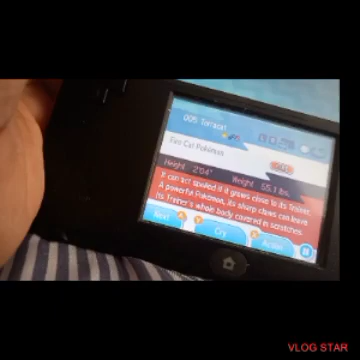 005 Torracat
Fire Cat Pokémon
Height 2'04"
Weight 55.1 lbs.
It can act spoiled if it grows close to its Trainer.
A powerful Pokémon, its sharp claws can leave
its Trainer's whole body covered in scratches.
Next
Cry
VLOG STAR